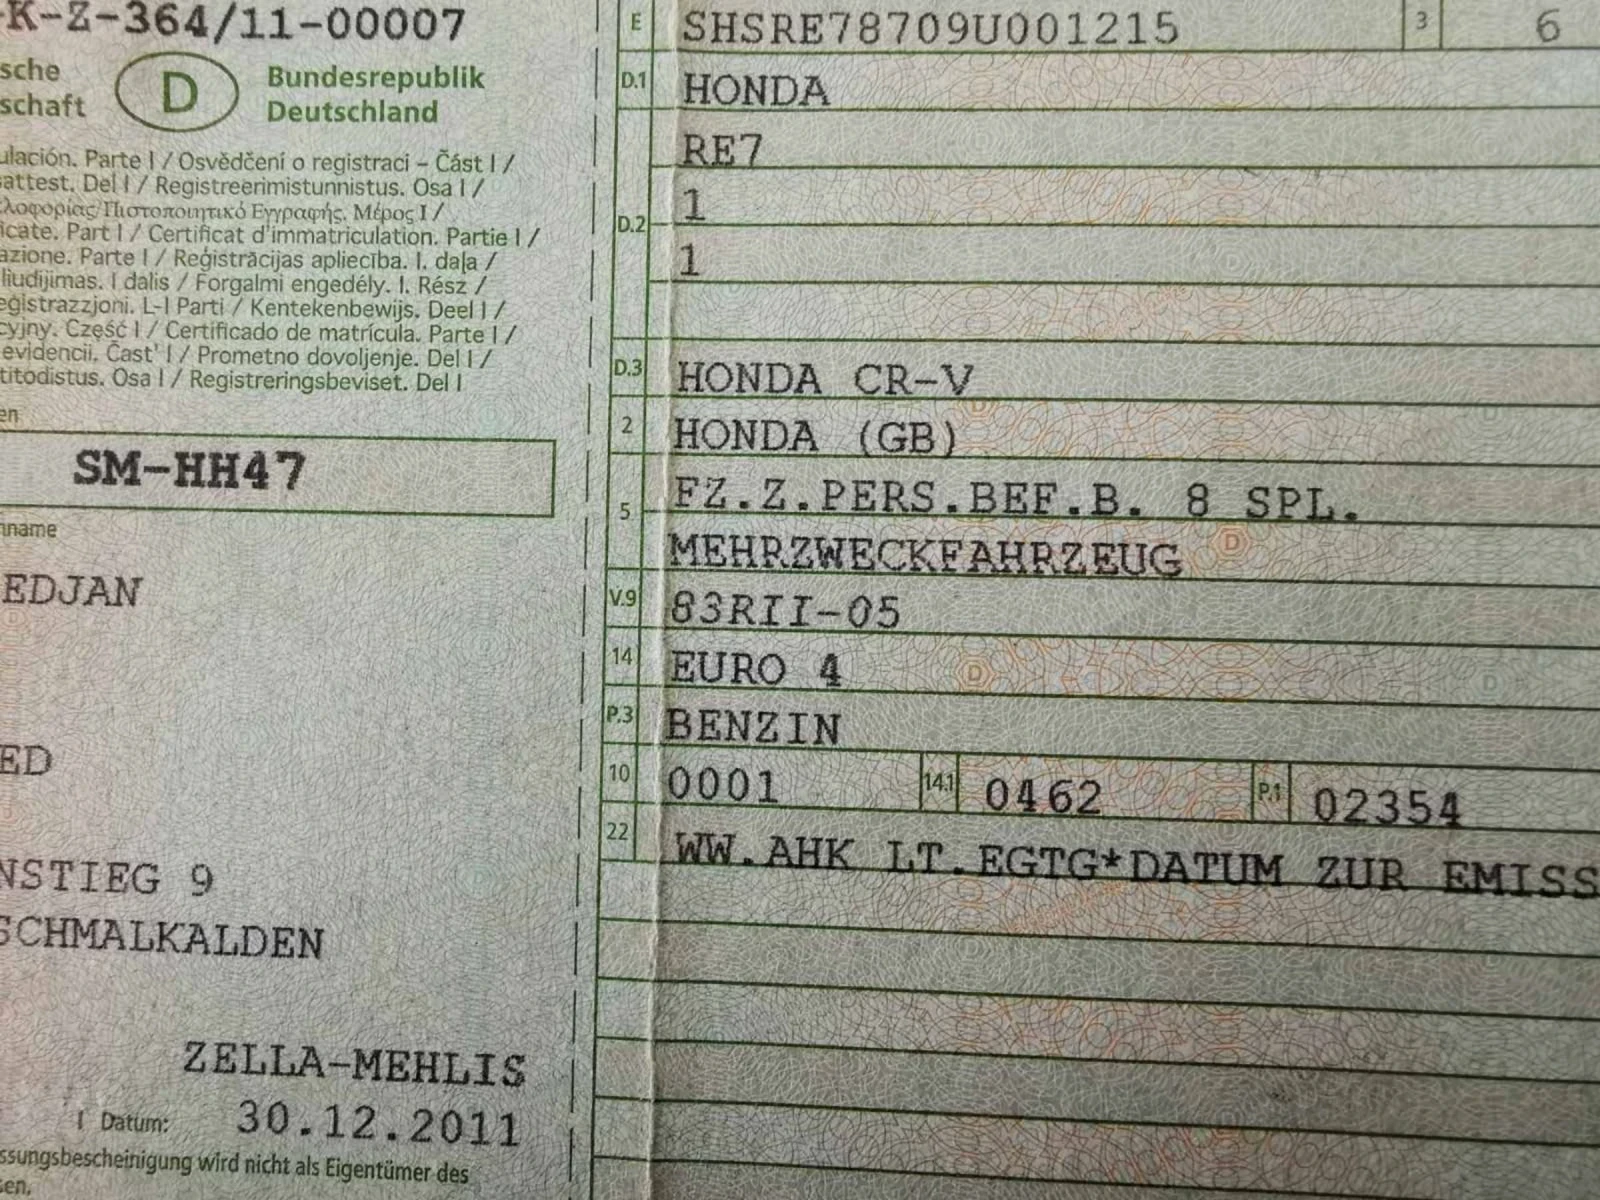 K-Z-364/11-00007
sche
schaft
D
Bundesrepublik
Deutschland
ulación. Parte I / Osvědčení o registraci – Část I /
attest. Del I / Registreerimistunnistus. Osa I /
λοφορίας/Πιστοποιητικό Εγγραφής. Μέρος I /
icate. Part I / Certificat d'immatriculation. Partie I /
azione. Parte I / Reģistrācijas apliecība. I. daļa /
liudijimas. I dalis / Forgalmi engedély. I. Rész /
egistrazzjoni. L-I Parti / Kentekenbewijs. Deel I /
cyjny. Część I / Certificado de matrícula. Parte I /
evidencii. Časť I / Prometno dovoljenje. Del I /
titodistus. Osa I / Registreringsbeviset. Del I
en
SM-HH47
name
EDJAN
ED
NSTIEG 9
SCHMALKALDEN
ZELLA-MEHLIS
Datum: 30.12.2011
ssungsbescheinigung wird nicht als Eigentümer des
sen.
E SHSRE78709U001215 3 6
D.1 HONDA
RE7
D.2 1
1
D.3 HONDA CR-V
2 HONDA (GB)
5 FZ.Z.PERS.BEF.B. 8 SPL.
MEHRZWECKFAHRZEUG
V.9 83RII-05
14 EURO 4
P.3 BENZIN
10 0001 14.1 0462 P.1 02354
22 WW.AHK LT.EGTG*DATUM ZUR EMISS